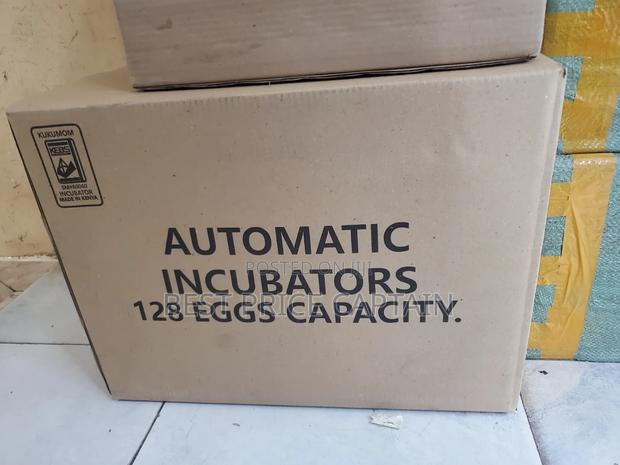 KUKUMOM
KEBS
INCUBATOR
MADE IN KENYA
AUTOMATIC
POSTED ON JIJI
INCUBATORS
BEST PRICE CAPTAIN
128 EGGS CAPACITY.